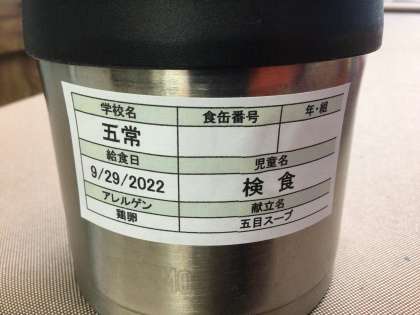 学校名 食缶番号 年・組
五常
給食日 児童名
9/29/2022 検食
アレルゲン 献立名
鶏卵 五目スープ